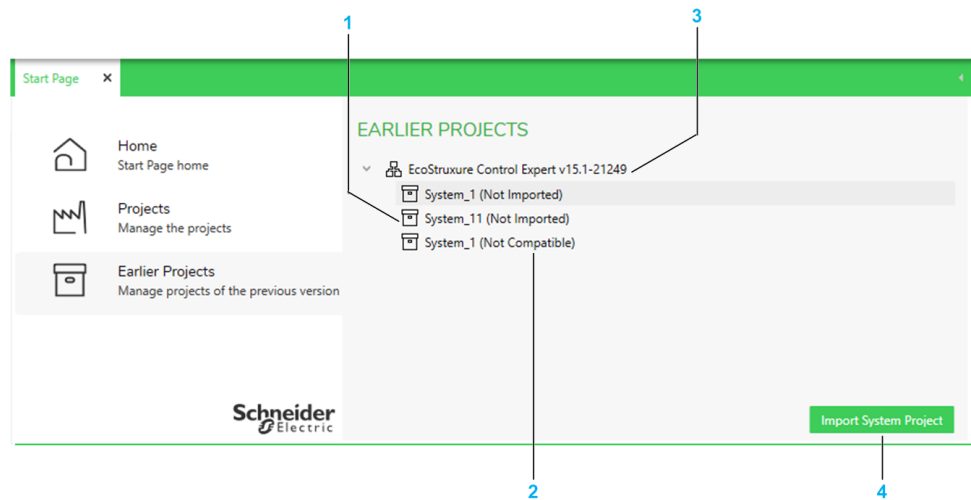 1
3
Start Page
EARLIER PROJECTS
Home
Start Page home
EcoStruxure Control Expert v15.1-21249
System_1 (Not Imported)
Projects
Manage the projects
System_11 (Not Imported)
System_1 (Not Compatible)
Earlier Projects
Manage projects of the previous version
Schneider
Electric
Import System Project
2
4